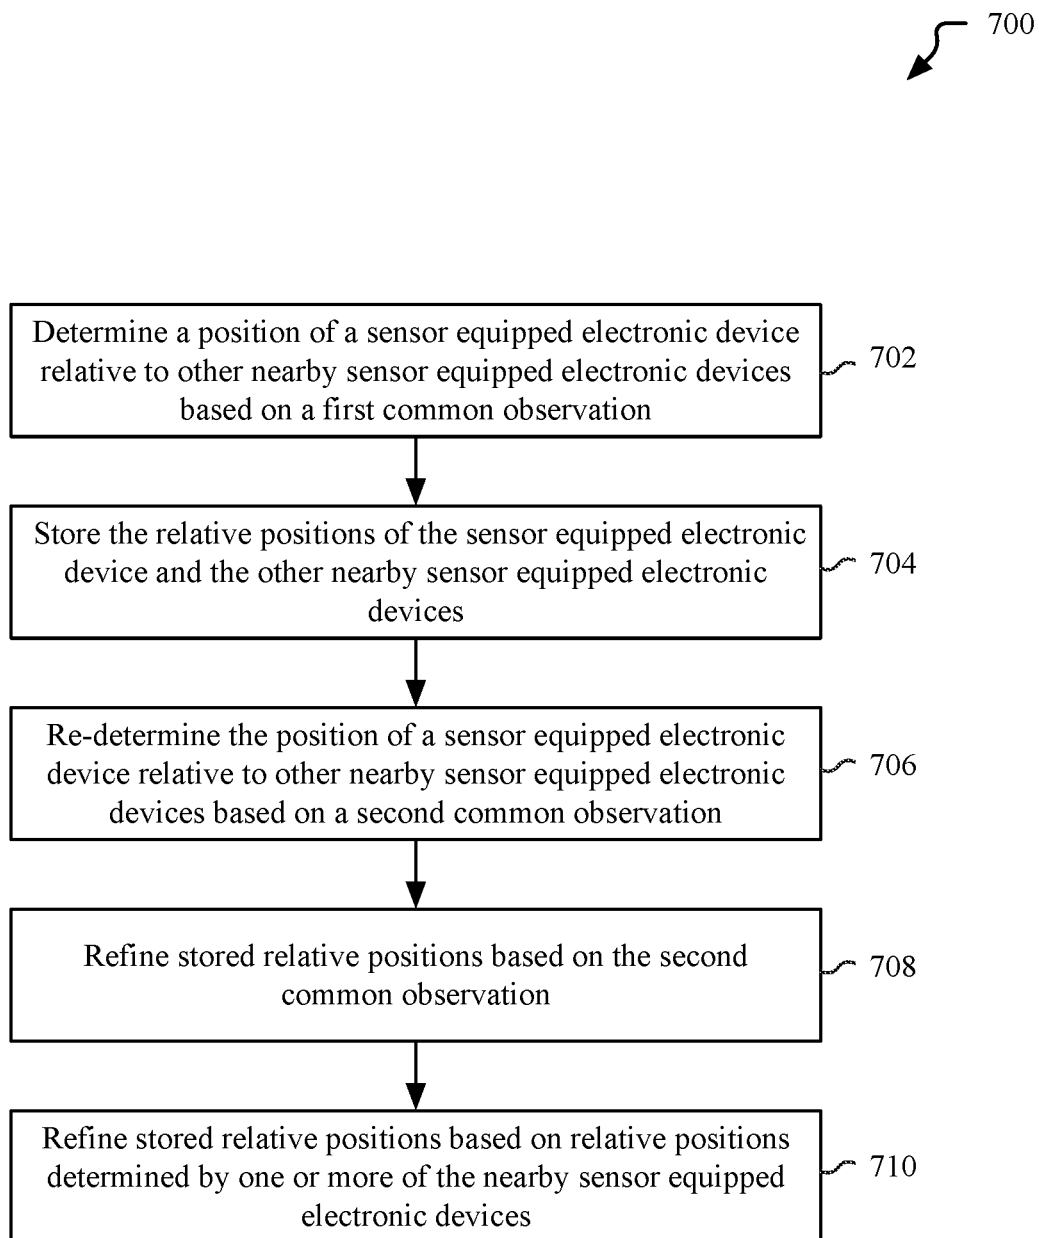 700
Determine a position of a sensor equipped electronic device
relative to other nearby sensor equipped electronic devices
based on a first common observation
702
Store the relative positions of the sensor equipped electronic
device and the other nearby sensor equipped electronic
devices
704
Re-determine the position of a sensor equipped electronic
device relative to other nearby sensor equipped electronic
devices based on a second common observation
706
Refine stored relative positions based on the second
common observation
708
Refine stored relative positions based on relative positions
determined by one or more of the nearby sensor equipped
electronic devices
710